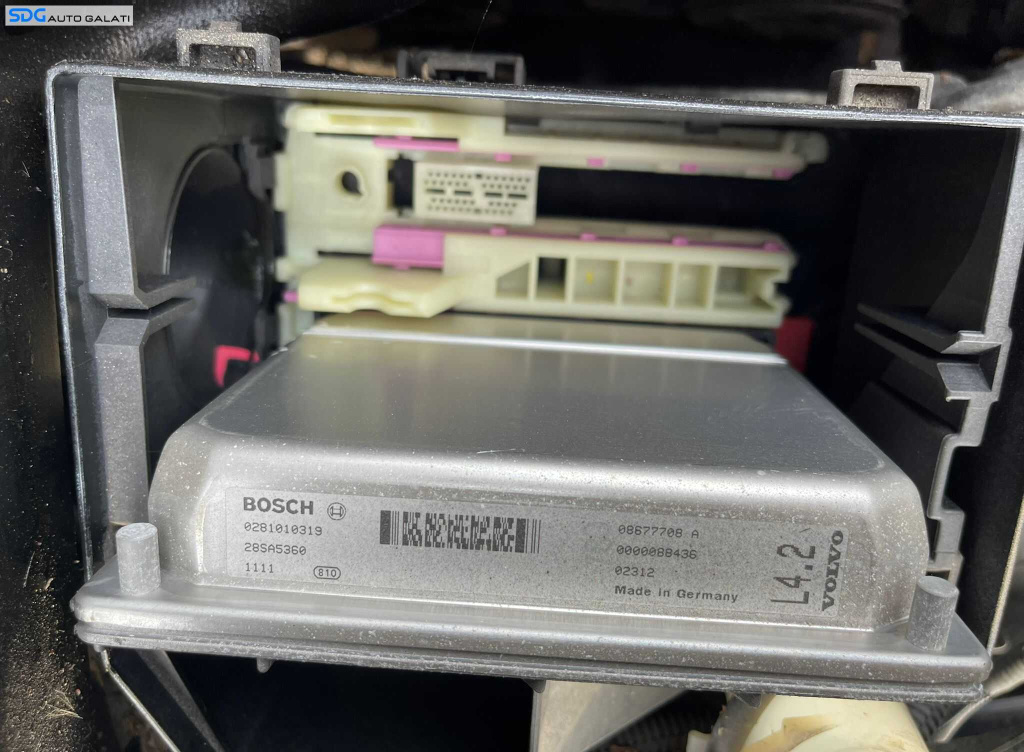 SDG AUTO GALATI
BOSCH
0281010319
28SA5360
1111
810
08677708 A
0000088436
02312
Made in Germany
L4.2
VOLVO